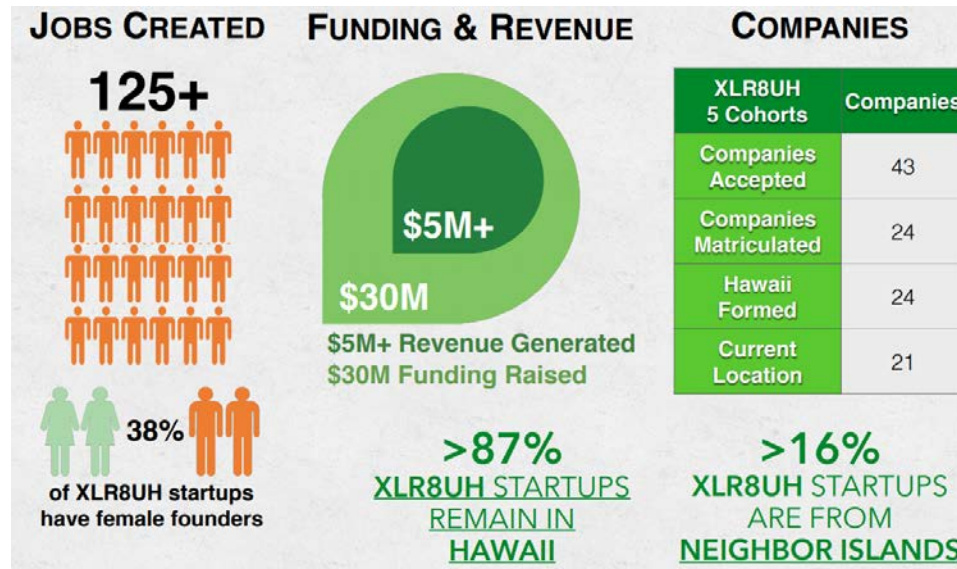 JOBS CREATED
125+
38%
of XLR8UH startups
have female founders
FUNDING & REVENUE
$5M+
$30M
$5M+ Revenue Generated
$30M Funding Raised
>87%
XLR8UH STARTUPS
REMAIN IN
HAWAII
COMPANIES
XLR8UH
5 Cohorts
Companies
Companies
Accepted
43
Companies
Matriculated
24
Hawaii
Formed
24
Current
Location
21
>16%
XLR8UH STARTUPS
ARE FROM
NEIGHBOR ISLANDS